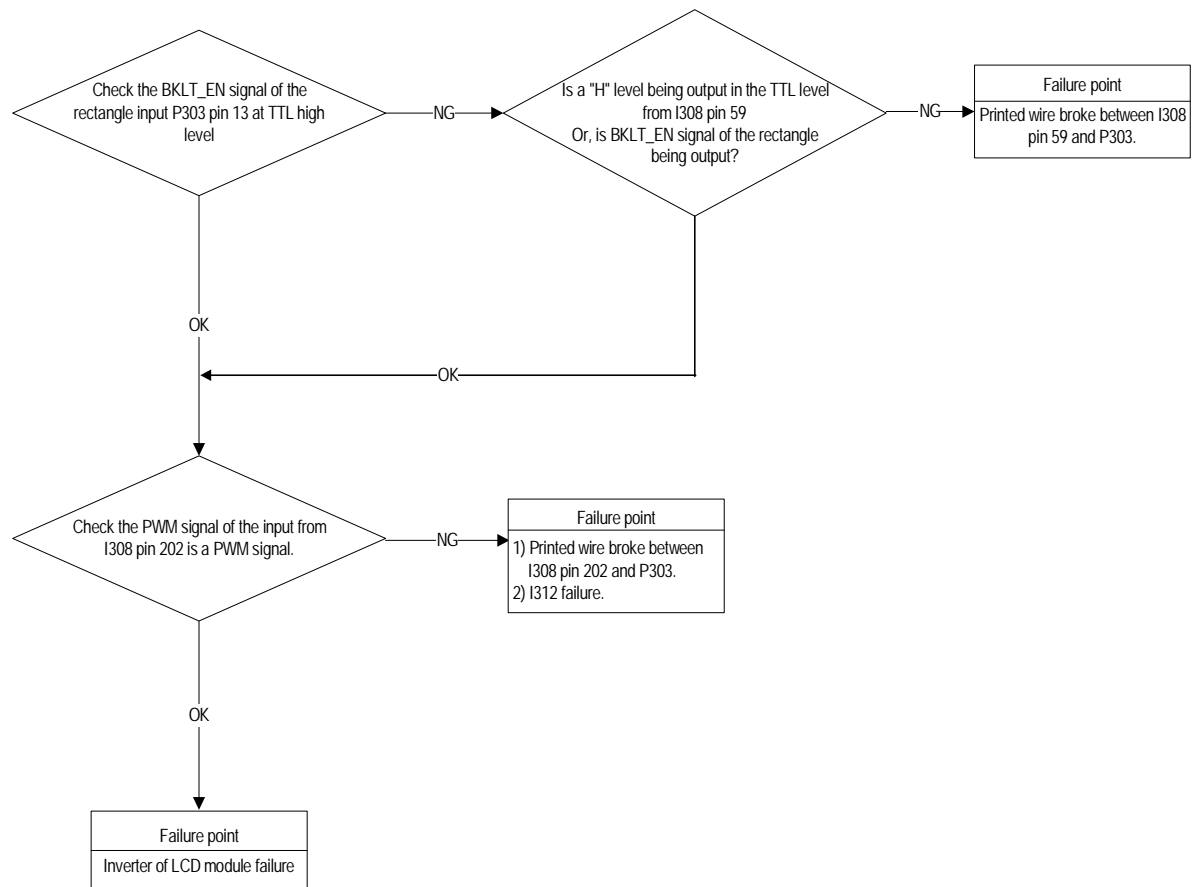 Check the BKLT_EN signal of the
rectangle input P303 pin 13 at TTL high
level
NG
Is a "H" level being output in the TTL level
from I308 pin 59
Or, is BKLT_EN signal of the rectangle
being output?
NG
Failure point
Printed wire broke between I308
pin 59 and P303.
OK
OK
Check the PWM signal of the input from
I308 pin 202 is a PWM signal.
NG
Failure point
1) Printed wire broke between
I308 pin 202 and P303.
2) I312 failure.
OK
Failure point
Inverter of LCD module failure